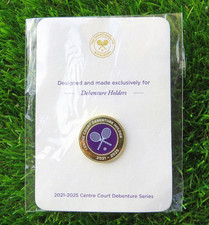 Designed and made exclusively for
Debenture Holders
2021 - 2025
2021-2025 Centre Court Debenture Series